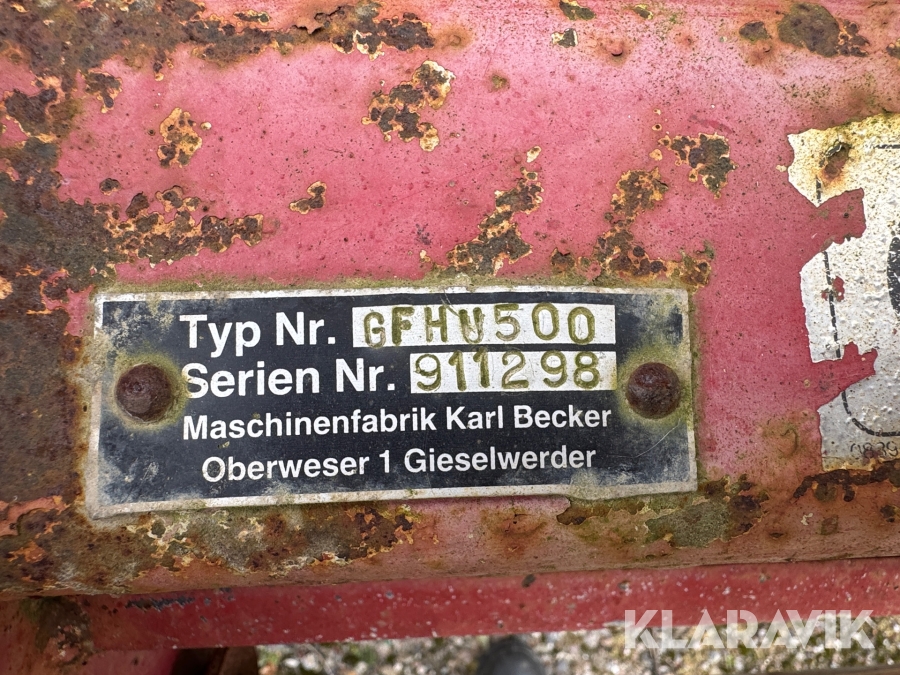 Typ Nr. GFHU500
Serien Nr. 911298
Maschinenfabrik Karl Becker
Oberweser 1 Gieselwerder
KLARAVIK